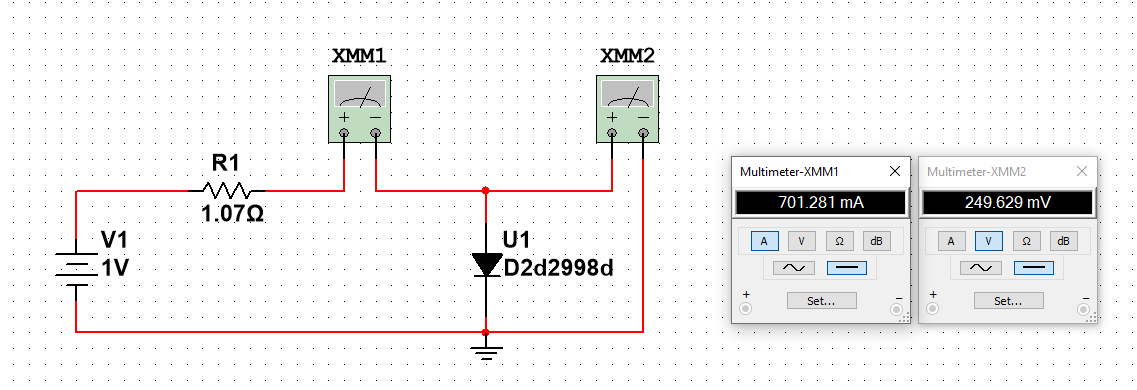 XMM1
XMM2
+ −
+ −
R1
1.07Ω
V1
1V
U1
D2d2998d
Multimeter-XMM1
701.281 mA
A V Ω dB
Set...
+ −
Multimeter-XMM2
249.629 mV
A V Ω dB
Set...
+ −